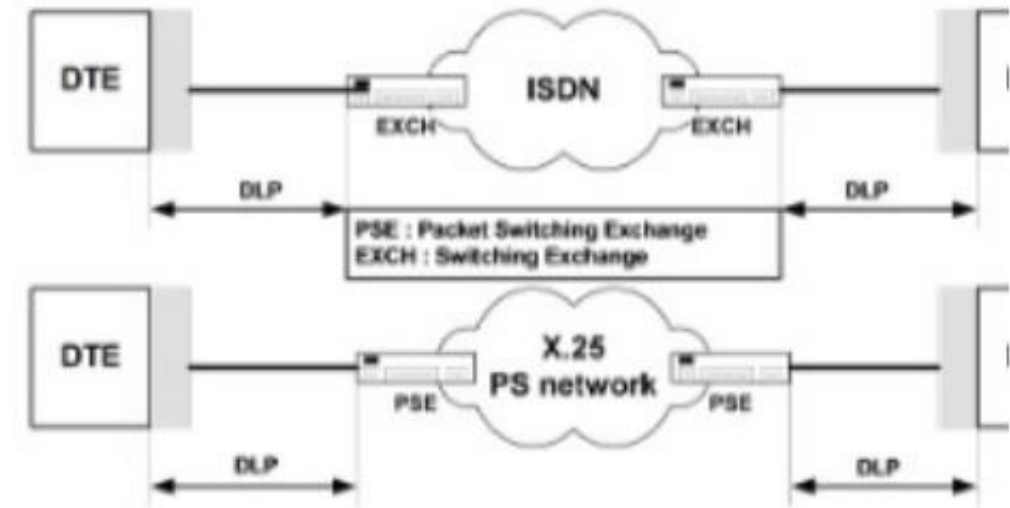 DTE
ISDN
EXCH
EXCH
DLP
DLP
PSE : Packet Switching Exchange
EXCH : Switching Exchange
DTE
X.25
PS network
PSE
PSE
DLP
DLP